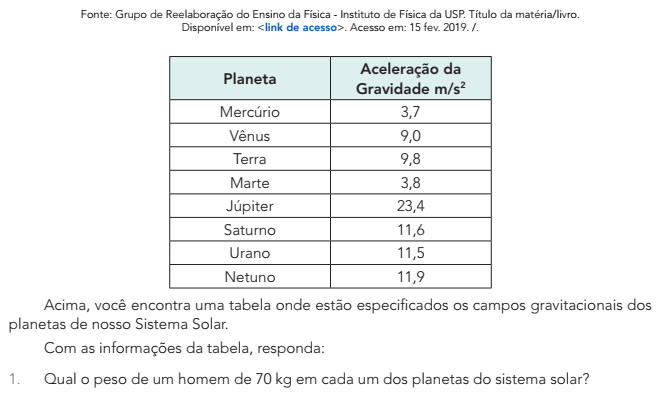 Fonte: Grupo de Reelaboração do Ensino da Física - Instituto de Física da USP. Título da matéria/livro.
Disponível em: <link de acesso>. Acesso em: 15 fev. 2019. /.
Planeta Aceleração da Gravidade m/s²
Mercúrio 3,7
Vênus 9,0
Terra 9,8
Marte 3,8
Júpiter 23,4
Saturno 11,6
Urano 11,5
Netuno 11,9
Acima, você encontra uma tabela onde estão especificados os campos gravitacionais dos
planetas de nosso Sistema Solar.
Com as informações da tabela, responda:
1. Qual o peso de um homem de 70 kg em cada um dos planetas do sistema solar?